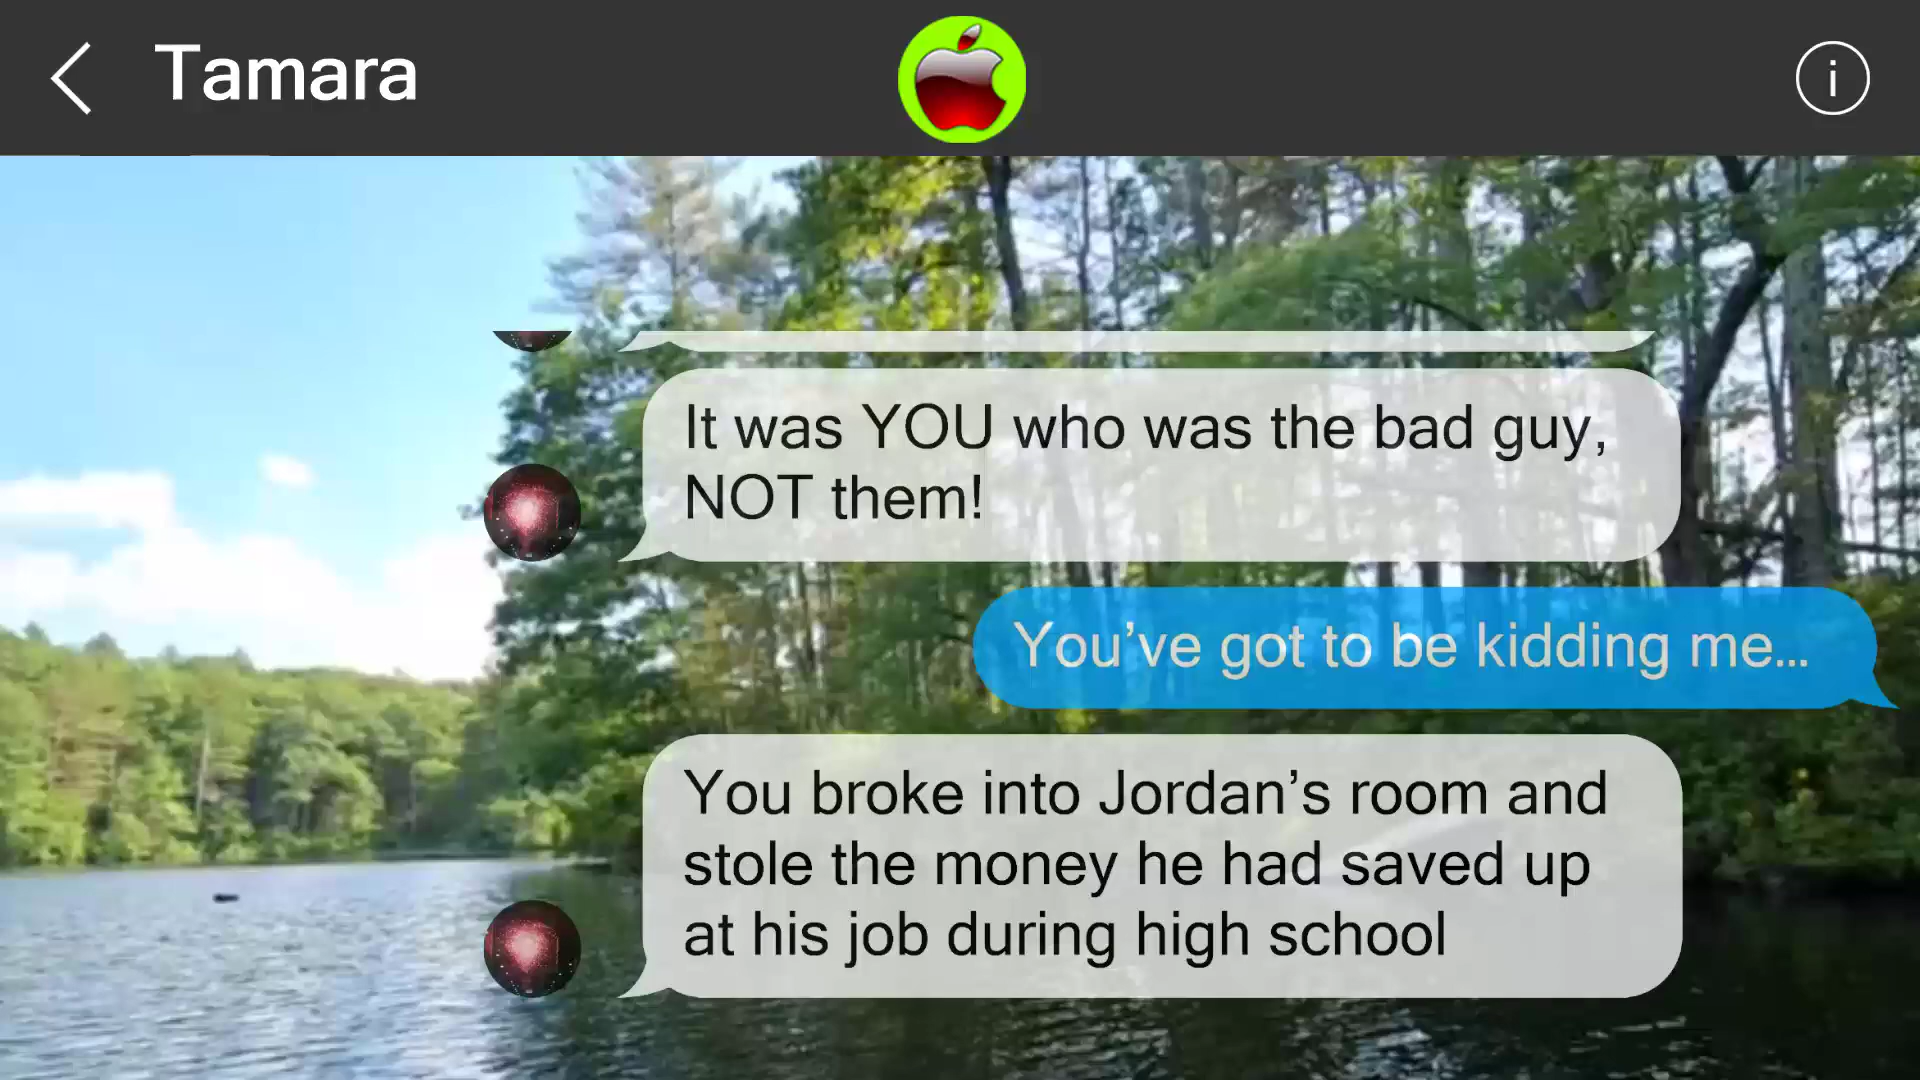 Tamara
i
It was YOU who was the bad guy,
NOT them!
You’ve got to be kidding me...
You broke into Jordan’s room and
stole the money he had saved up
at his job during high school